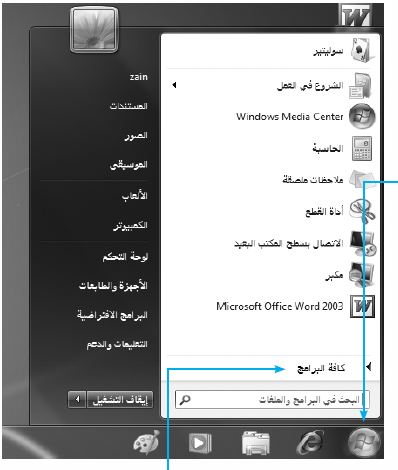 سوليتير
الشروع في العمل
Windows Media Center
الحاسبة
ملاحظات ملصقة
أداة القطع
الاتصال بسطح المكتب البعيد
مكبر
Microsoft Office Word 2003
كافة البرامج
البحث في البرامج والملفات
zain
المستندات
الصور
الموسيقى
الألعاب
الكمبيوتر
لوحة التحكم
الأجهزة والطابعات
البرامج الافتراضية
التعليمات والدعم
إيقاف التشغيل